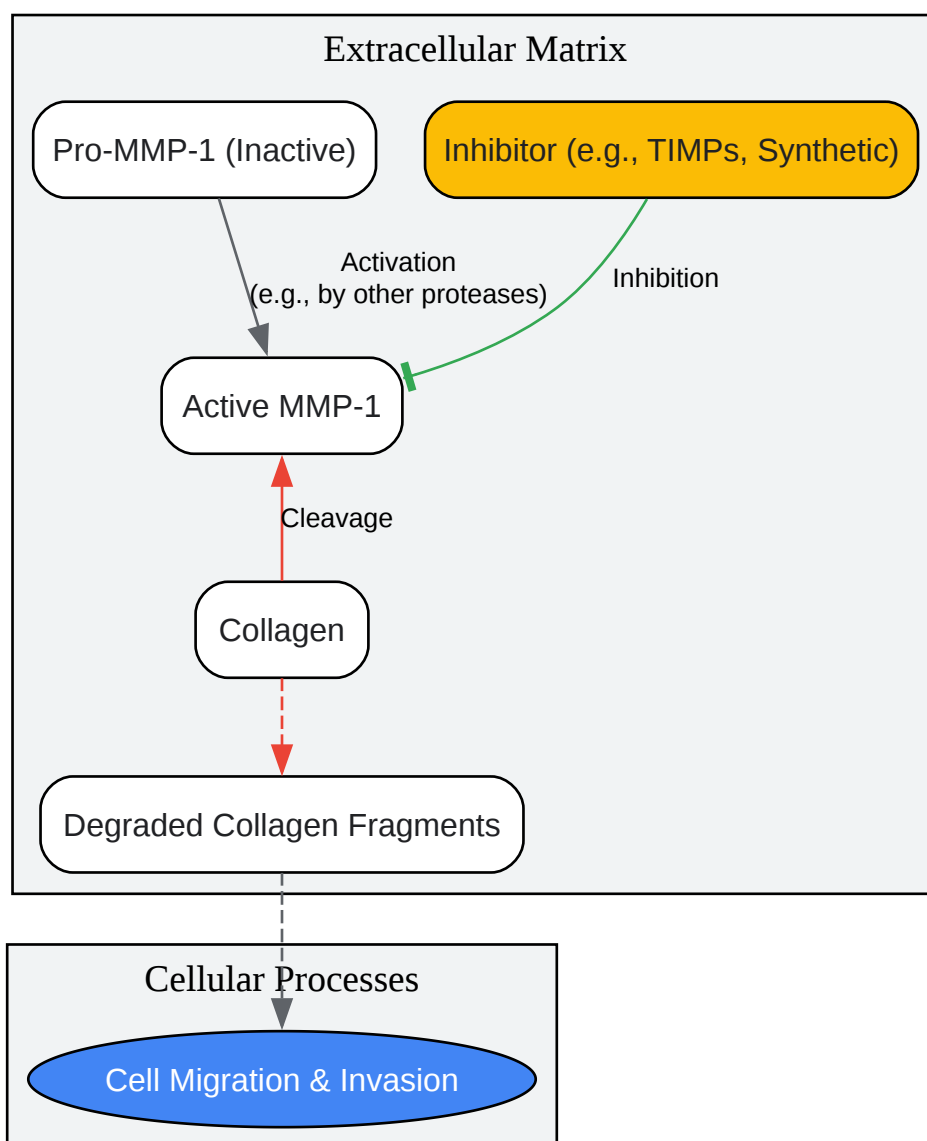 Extracellular Matrix
Pro-MMP-1 (Inactive)
Inhibitor (e.g., TIMPs, Synthetic)
Activation
(e.g., by other proteases)
Inhibition
Active MMP-1
Cleavage
Collagen
Degraded Collagen Fragments
Cellular Processes
Cell Migration & Invasion